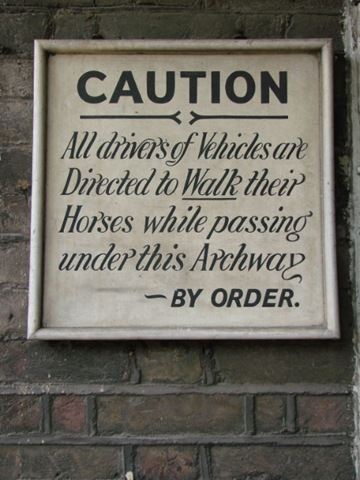 CAUTION
All drivers of Vehicles are
Directed to Walk their
Horses while passing
under this Archway
~ BY ORDER.